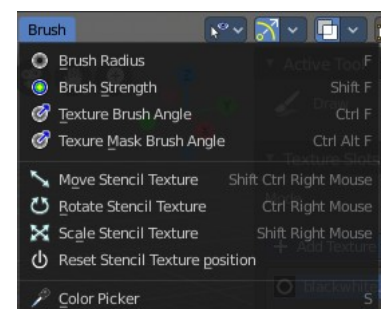 Brush
Brush Radius F
Brush Strength Shift F
Texture Brush Angle Ctrl F
Texure Mask Brush Angle Ctrl Alt F
Move Stencil Texture Shift Ctrl Right Mouse
Rotate Stencil Texture Ctrl Right Mouse
Scale Stencil Texture Shift Right Mouse
Reset Stencil Texture position
Color Picker S
Active Tool
Draw
Texture Slots
Add Texture
blackwhite